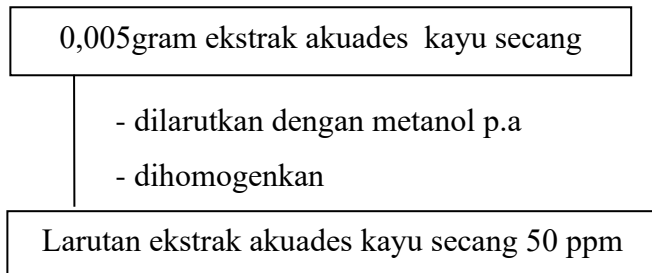 0,005gram ekstrak akuades kayu secang
- dilarutkan dengan metanol p.a
- dihomogenkan
Larutan ekstrak akuades kayu secang 50 ppm